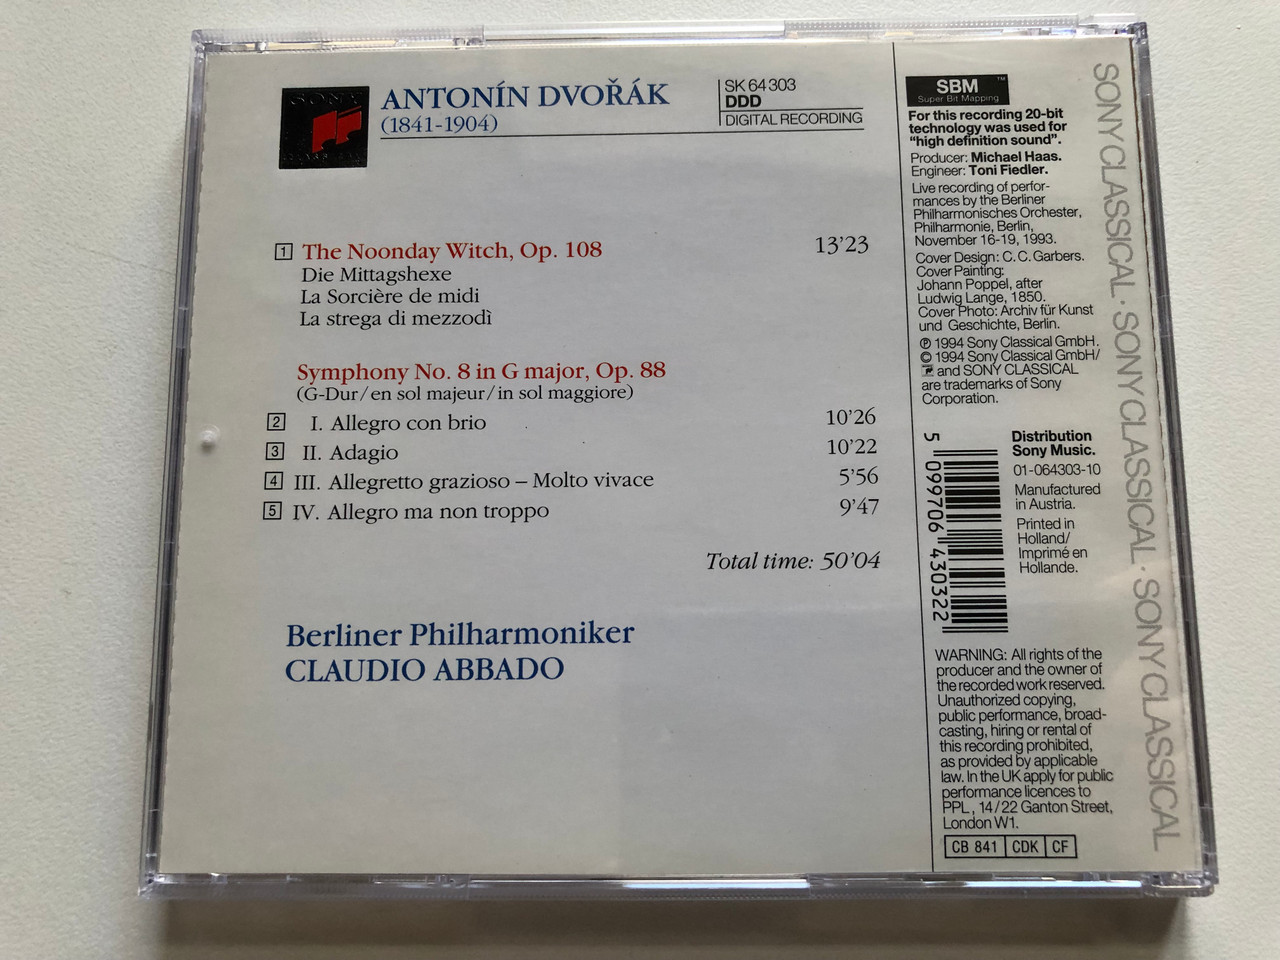 SONY
CLASSICAL
ANTONÍN DVOŘÁK
(1841-1904)
SK 64 303
DDD
DIGITAL RECORDING
1 The Noonday Witch, Op. 108 13’23
Die Mittagshexe
La Sorcière de midi
La strega di mezzodì
Symphony No. 8 in G major, Op. 88
(G-Dur/en sol majeur/in sol maggiore)
2 I. Allegro con brio 10’26
3 II. Adagio 10’22
4 III. Allegretto grazioso – Molto vivace 5’56
5 IV. Allegro ma non troppo 9’47
Total time: 50’04
Berliner Philharmoniker
CLAUDIO ABBADO
SBM™
Super Bit Mapping
For this recording 20-bit
technology was used for
“high definition sound”.
Producer: Michael Haas.
Engineer: Toni Fiedler.
Live recording of perfor-
mances by the Berliner
Philharmonisches Orchester,
Philharmonie, Berlin,
November 16-19, 1993.
Cover Design: C. C. Garbers.
Cover Painting:
Johann Poppel, after
Ludwig Lange, 1850.
Cover Photo: Archiv für Kunst
und Geschichte, Berlin.
℗ 1994 Sony Classical GmbH.
© 1994 Sony Classical GmbH/
and SONY CLASSICAL
are trademarks of Sony
Corporation.
5 099706 430322
Distribution
Sony Music.
01-064303-10
Manufactured
in Austria.
Printed in
Holland/
Imprimé en
Hollande.
WARNING: All rights of the
producer and the owner of
the recorded work reserved.
Unauthorized copying,
public performance, broad-
casting, hiring or rental of
this recording prohibited,
as provided by applicable
law. In the UK apply for public
performance licences to
PPL, 14/22 Ganton Street,
London W1.
CB 841 CDK CF
SONY CLASSICAL · SONY CLASSICAL · SONY CLASSICAL